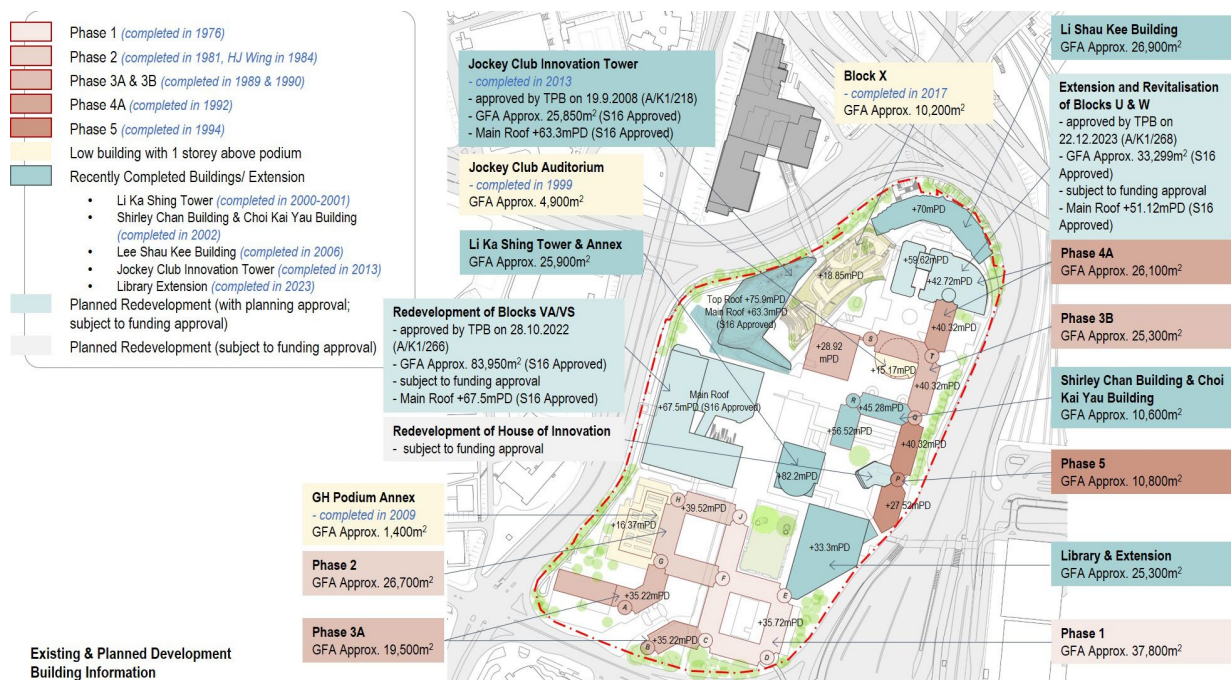 Phase 1 (completed in 1976)
Phase 2 (completed in 1981, HJ Wing in 1984)
Phase 3A & 3B (completed in 1989 & 1990)
Phase 4A (completed in 1992)
Phase 5 (completed in 1994)
Low building with 1 storey above podium
Recently Completed Buildings/ Extension
• Li Ka Shing Tower (completed in 2000-2001)
• Shirley Chan Building & Choi Kai Yau Building
(completed in 2002)
• Lee Shau Kee Building (completed in 2006)
• Jockey Club Innovation Tower (completed in 2013)
• Library Extension (completed in 2023)
Planned Redevelopment (with planning approval;
subject to funding approval)
Planned Redevelopment (subject to funding approval)
Jockey Club Innovation Tower
- completed in 2013
- approved by TPB on 19.9.2008 (A/K1/218)
- GFA Approx. 25,850m² (S16 Approved)
- Main Roof +63.3mPD (S16 Approved)
Jockey Club Auditorium
- completed in 1999
GFA Approx. 4,900m²
Li Ka Shing Tower & Annex
GFA Approx. 25,900m²
Redevelopment of Blocks VA/VS
- approved by TPB on 28.10.2022
(A/K1/266)
- GFA Approx. 83,950m² (S16 Approved)
- subject to funding approval
- Main Roof +67.5mPD (S16 Approved)
Redevelopment of House of Innovation
- subject to funding approval
GH Podium Annex
- completed in 2009
GFA Approx. 1,400m²
Phase 2
GFA Approx. 26,700m²
Phase 3A
GFA Approx. 19,500m²
Existing & Planned Development
Building Information
Block X
- completed in 2017
GFA Approx. 10,200m²
Li Shau Kee Building
GFA Approx. 26,900m²
Extension and Revitalisation
of Blocks U & W
- approved by TPB on
22.12.2023 (A/K1/268)
- GFA Approx. 33,299m² (S16
Approved)
- subject to funding approval
- Main Roof +51.12mPD (S16
Approved)
Phase 4A
GFA Approx. 26,100m²
Phase 3B
GFA Approx. 25,300m²
Shirley Chan Building & Choi
Kai Yau Building
GFA Approx. 10,600m²
Phase 5
GFA Approx. 10,800m²
Library & Extension
GFA Approx. 25,300m²
Phase 1
GFA Approx. 37,800m²
+70mPD
+59.62mPD
+18.85mPD
+42.72mPD
Top Roof +75.9mPD
Main Roof +63.3mPD
(S16 Approved)
+40.32mPD
S
+28.92
mPD
T
+15.17mPD
+40.32mPD
Main Roof
+67.5mPD (S16 Approved)
R
+45.28mPD
Q
+56.52mPD
+40.32mPD
+82.2mPD
P
+27.52mPD
H
+39.52mPD
J
+16.37mPD
+33.3mPD
G
F
E
+35.22mPD
A
+35.72mPD
+35.22mPD
B
C
D